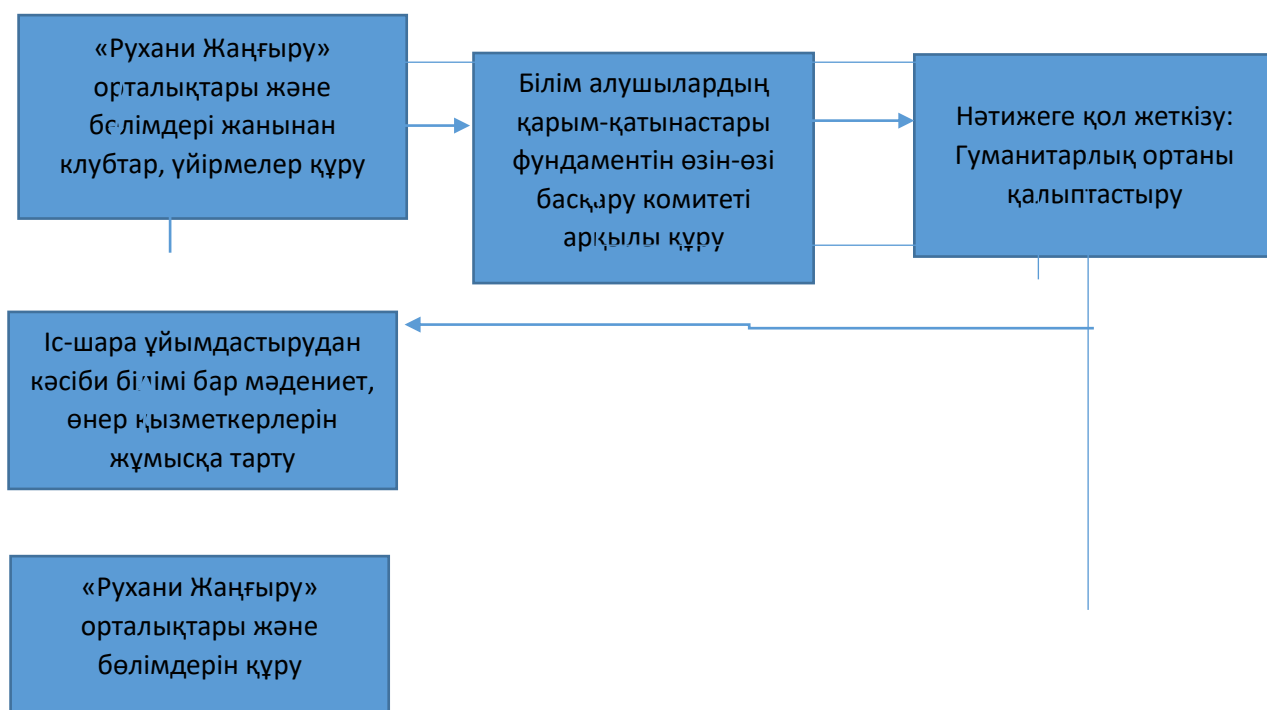 «Рухани Жаңғыру»
орталықтары және
бөлімдері жанынан
клубтар, үйірмелер құру
Білім алушылардың
қарым-қатынастары
фундаментін өзін-өзі
басқару комитеті
арқылы құру
Нәтижеге қол жеткізу:
Гуманитарлық ортаны
қалыптастыру
Іс-шара ұйымдастырудан
кәсіби білімі бар мәдениет,
өнер қызметкерлерін
жұмысқа тарту
«Рухани Жаңғыру»
орталықтары және
бөлімдерін құру